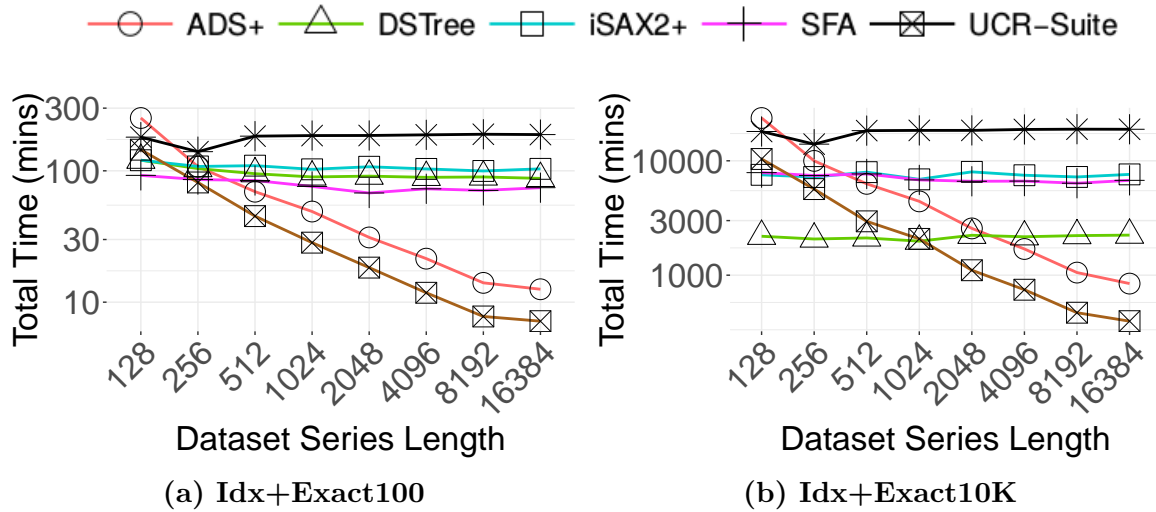 ADS+ DSTree iSAX2+ SFA UCR−Suite
Total Time (mins)
300
100
30
10
128 256 512 1024 2048 4096 8192 16384
Dataset Series Length
(a) Idx+Exact100
Total Time (mins)
10000
3000
1000
128 256 512 1024 2048 4096 8192 16384
Dataset Series Length
(b) Idx+Exact10K